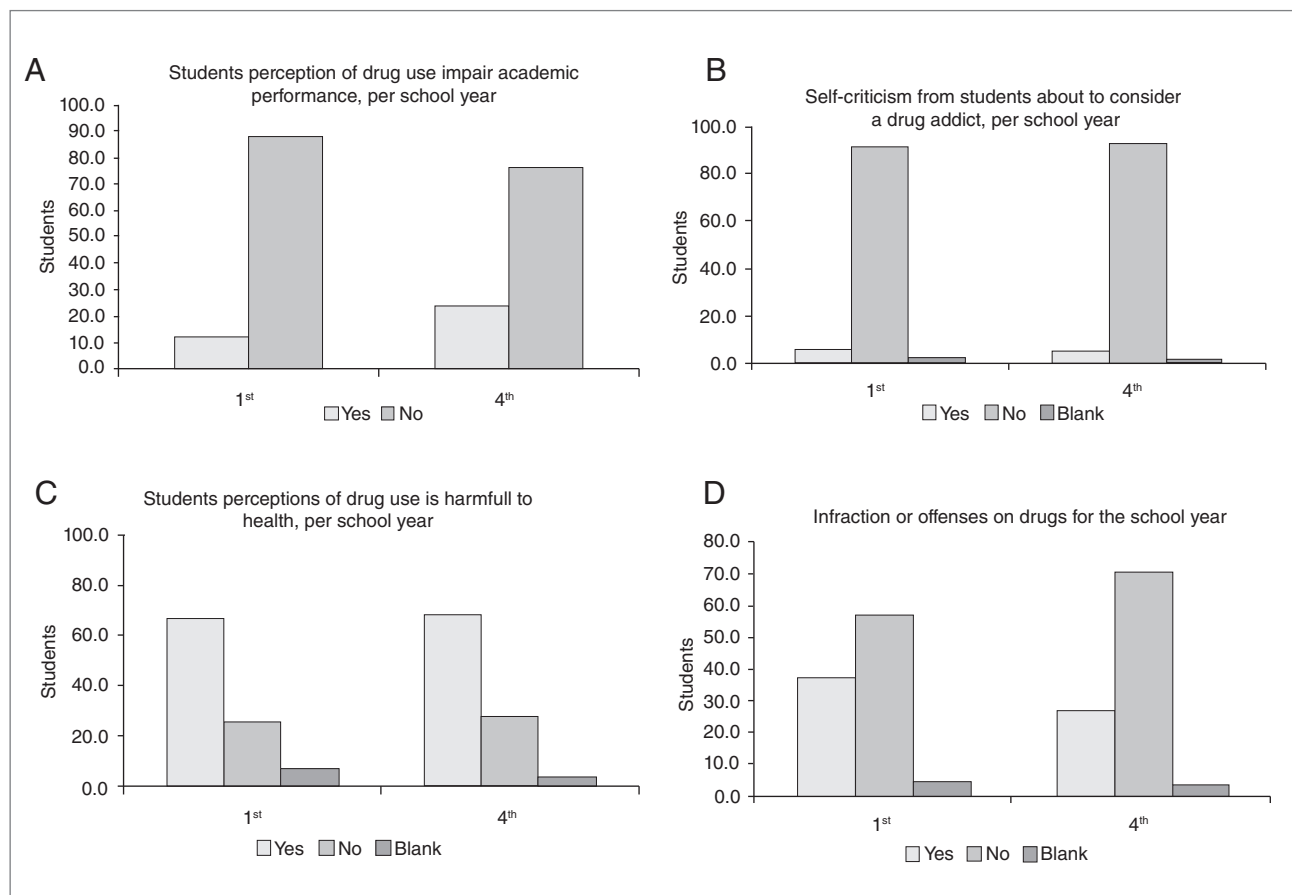 A
Students perception of drug use impair academic
performance, per school year
100.0
90.0
80.0
70.0
60.0
50.0
40.0
30.0
20.0
10.0
0.0
Students
1st
4th
Yes No
B
Self-criticism from students about to consider
a drug addict, per school year
100.0
80.0
60.0
40.0
20.0
0.0
Students
1st
4th
Yes No Blank
C
Students perceptions of drug use is harmfull to
health, per school year
100.0
80.0
60.0
40.0
20.0
0.0
Students
1st
4th
Yes No Blank
D
Infraction or offenses on drugs for the school year
80.0
70.0
60.0
50.0
40.0
30.0
20.0
10.0
0.0
Students
1st
4th
Yes No Blank